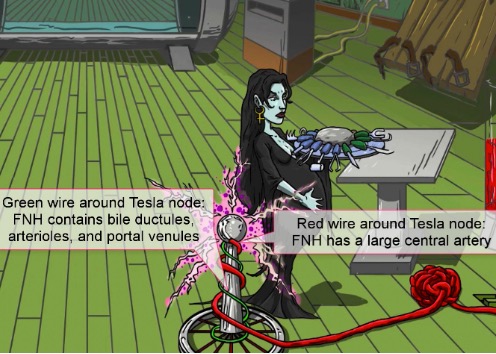 Green wire around Tesla node:
FNH contains bile ductules,
arterioles, and portal venules
Red wire around Tesla node:
FNH has a large central artery